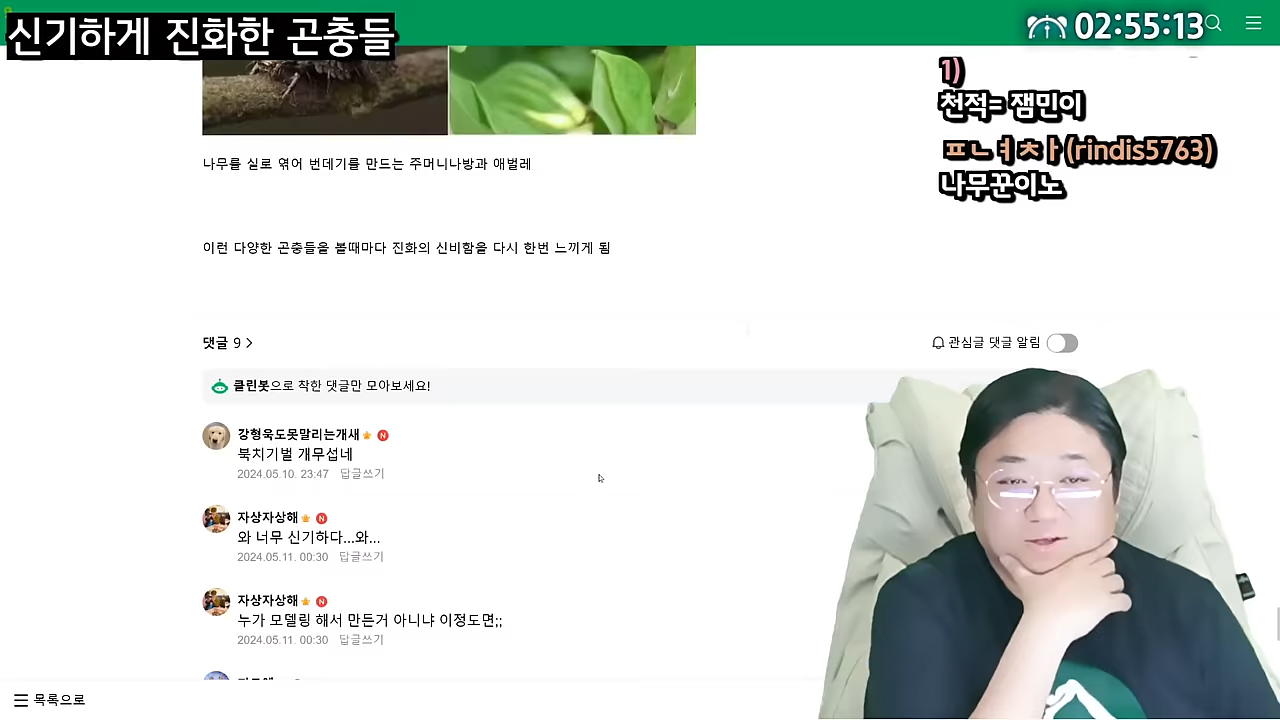 신기하게 진화한 곤충들
02:55:13
1)
천적= 잼민이
ㅍㄴㅕㅊㅏ(rindis5763)
나무꾼이노
나무를 실로 엮어 번데기를 만드는 주머니나방과 애벌레
이런 다양한 곤충들을 볼때마다 진화의 신비함을 다시 한번 느끼게 됨
댓글 9 >
관심글 댓글 알림
클린봇으로 착한 댓글만 모아보세요!
강형욱도못말리는개새 N
북치기벌 개무섭네
2024.05.10. 23:47 답글쓰기
자상자상해 N
와 너무 신기하다...와...
2024.05.11. 00:30 답글쓰기
자상자상해 N
누가 모델링 해서 만든거 아니냐 이정도면;;
2024.05.11. 00:30 답글쓰기
목록으로